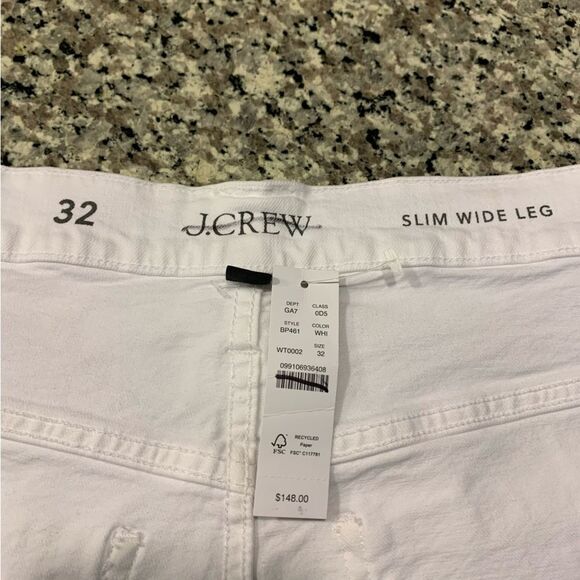 32 J.CREW SLIM WIDE LEG
DEPT CLASS
GA7 0D5
STYLE COLOR
BP461 WHI
SIZE
WT0002 32
099106936408
FSC
RECYCLED
Paper
FSC® C117781
$148.00